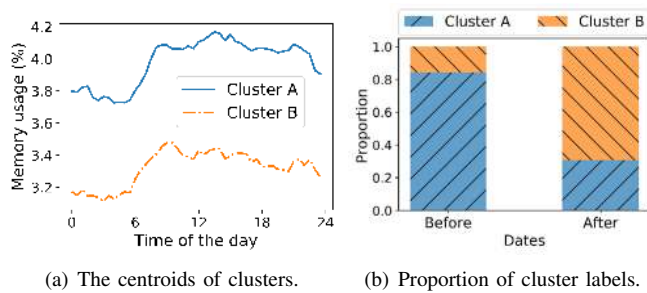 4.2
4.0
3.8
3.6
3.4
3.2
Memory usage (%)
Cluster A
Cluster B
0 6 12 18 24
Time of the day
(a) The centroids of clusters.
Cluster A Cluster B
1.0
0.8
0.6
0.4
0.2
0.0
Proportion
Before After
Dates
(b) Proportion of cluster labels.